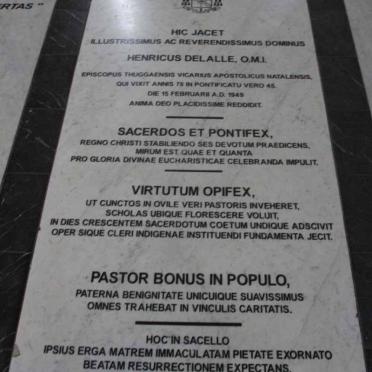 ERTAS"
HIC JACET
ILLUSTRISSIMUS AC REVERENDISSIMUS DOMINUS
HENRICUS DELALLE, O.M.I.
EPISCOPUS THUGGAENSIS VICARIUS APOSTOLICUS NATALENSIS,
QUI VIXIT ANNIS 75 IN PONTIFICATU VERO 45.
DIE 15 FEBRUARII A.D. 1949
ANIMA DEO PLACIDISSIME REDDIDIT.
SACERDOS ET PONTIFEX,
REGNO CHRISTI STABILIENDO SES DEVOTUM PRAEDICENS,
MIRUM EST QUAE ET QUANTA
PRO GLORIA DIVINAE EUCHARISTICAE CELEBRANDA IMPULIT.
VIRTUTUM OPIFEX,
UT CUNCTOS IN OVILE VERI PASTORIS INVEHERET,
SCHOLAS UBIQUE FLORESCERE VOLUIT,
IN DIES CRESCENTEM SACERDOTUM COETUM UNDIQUE ADSCIVIT
OPER SIQUE CLERI INDIGENAE INSTITUENDI FUNDAMENTA JECIT.
PASTOR BONUS IN POPULO,
PATERNA BENIGNITATE UNICUIQUE SUAVISSIMUS
OMNES TRAHEBAT IN VINCULIS CARITATIS.
HOC IN SACELLO
IPSIUS ERGA MATREM IMMACULATAM PIETATE EXORNATO
BEATAM RESURRECTIONEM EXPECTANS.